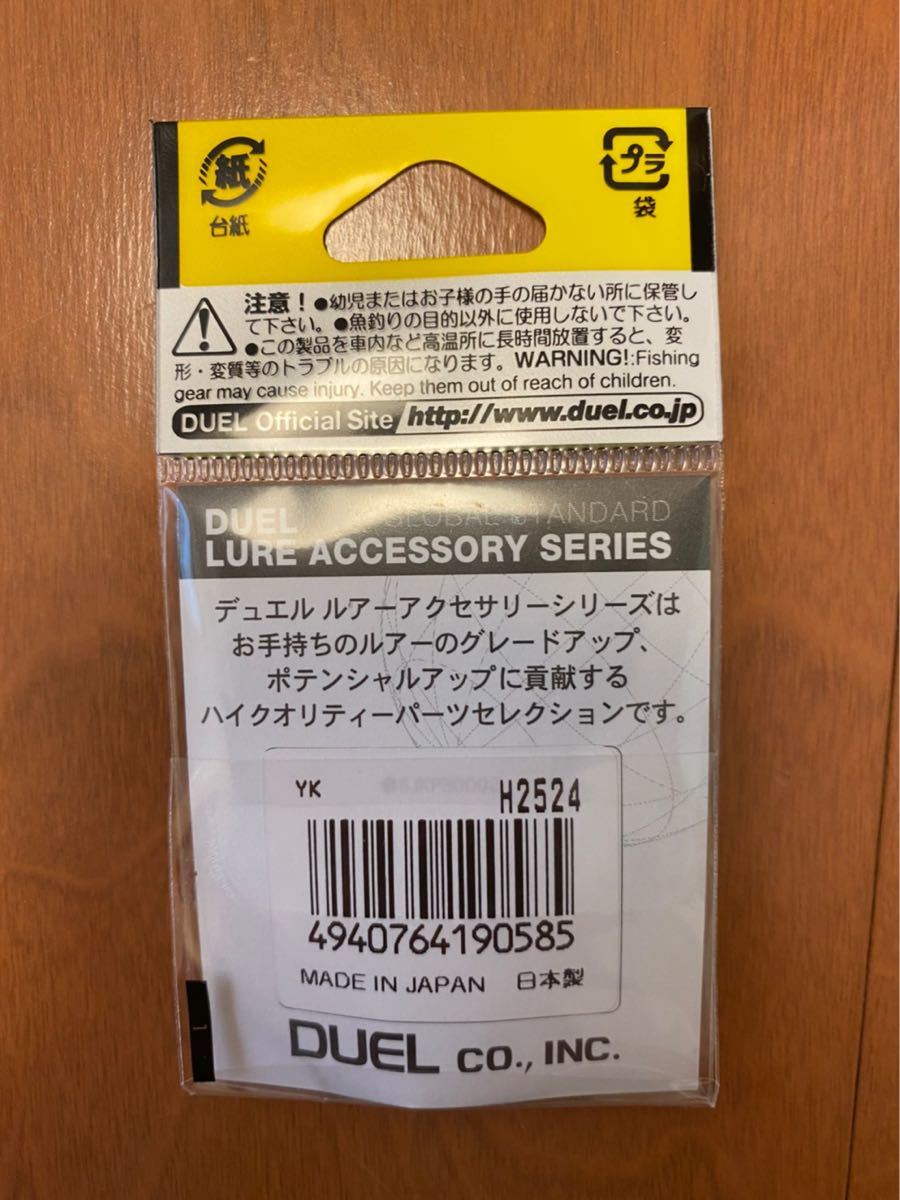 紙
台紙
プラ
袋
注意！●幼児またはお子様の手の届かない所に保管し
て下さい。●魚釣りの目的以外に使用しないで下さい。
●この製品を車内など高温所に長時間放置すると、変
形・変質等のトラブルの原因になります。WARNING!:Fishing
gear may cause injury. Keep them out of reach of children.
DUEL Official Site http://www.duel.co.jp
DUEL GLOBAL STANDARD
LURE ACCESSORY SERIES
デュエル ルアーアクセサリーシリーズは
お手持ちのルアーのグレードアップ、
ポテンシャルアップに貢献する
ハイクオリティーパーツセレクションです。
YK H2524
4940764190585
MADE IN JAPAN 日本製
DUEL CO., INC.